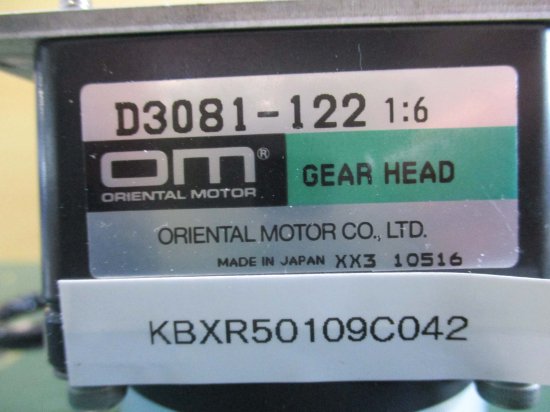 D3081-122 1:6
OM®
ORIENTAL MOTOR
GEAR HEAD
ORIENTAL MOTOR CO., LTD.
MADE IN JAPAN XX3 10516
KBXR50109C042